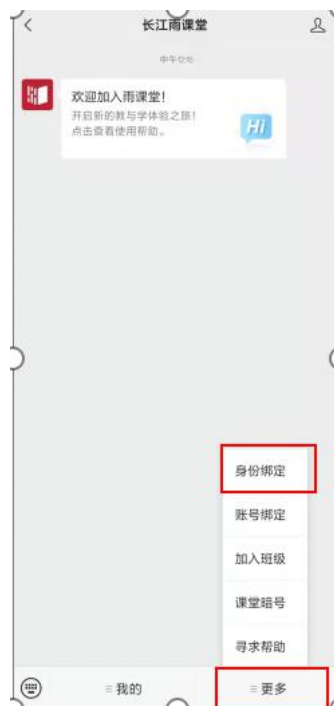 长江雨课堂
中午12:16
欢迎加入雨课堂!
开启新的教与学体验之旅!
点击查看使用帮助。
Hi
身份绑定
账号绑定
加入班级
课堂暗号
寻求帮助
我的
更多